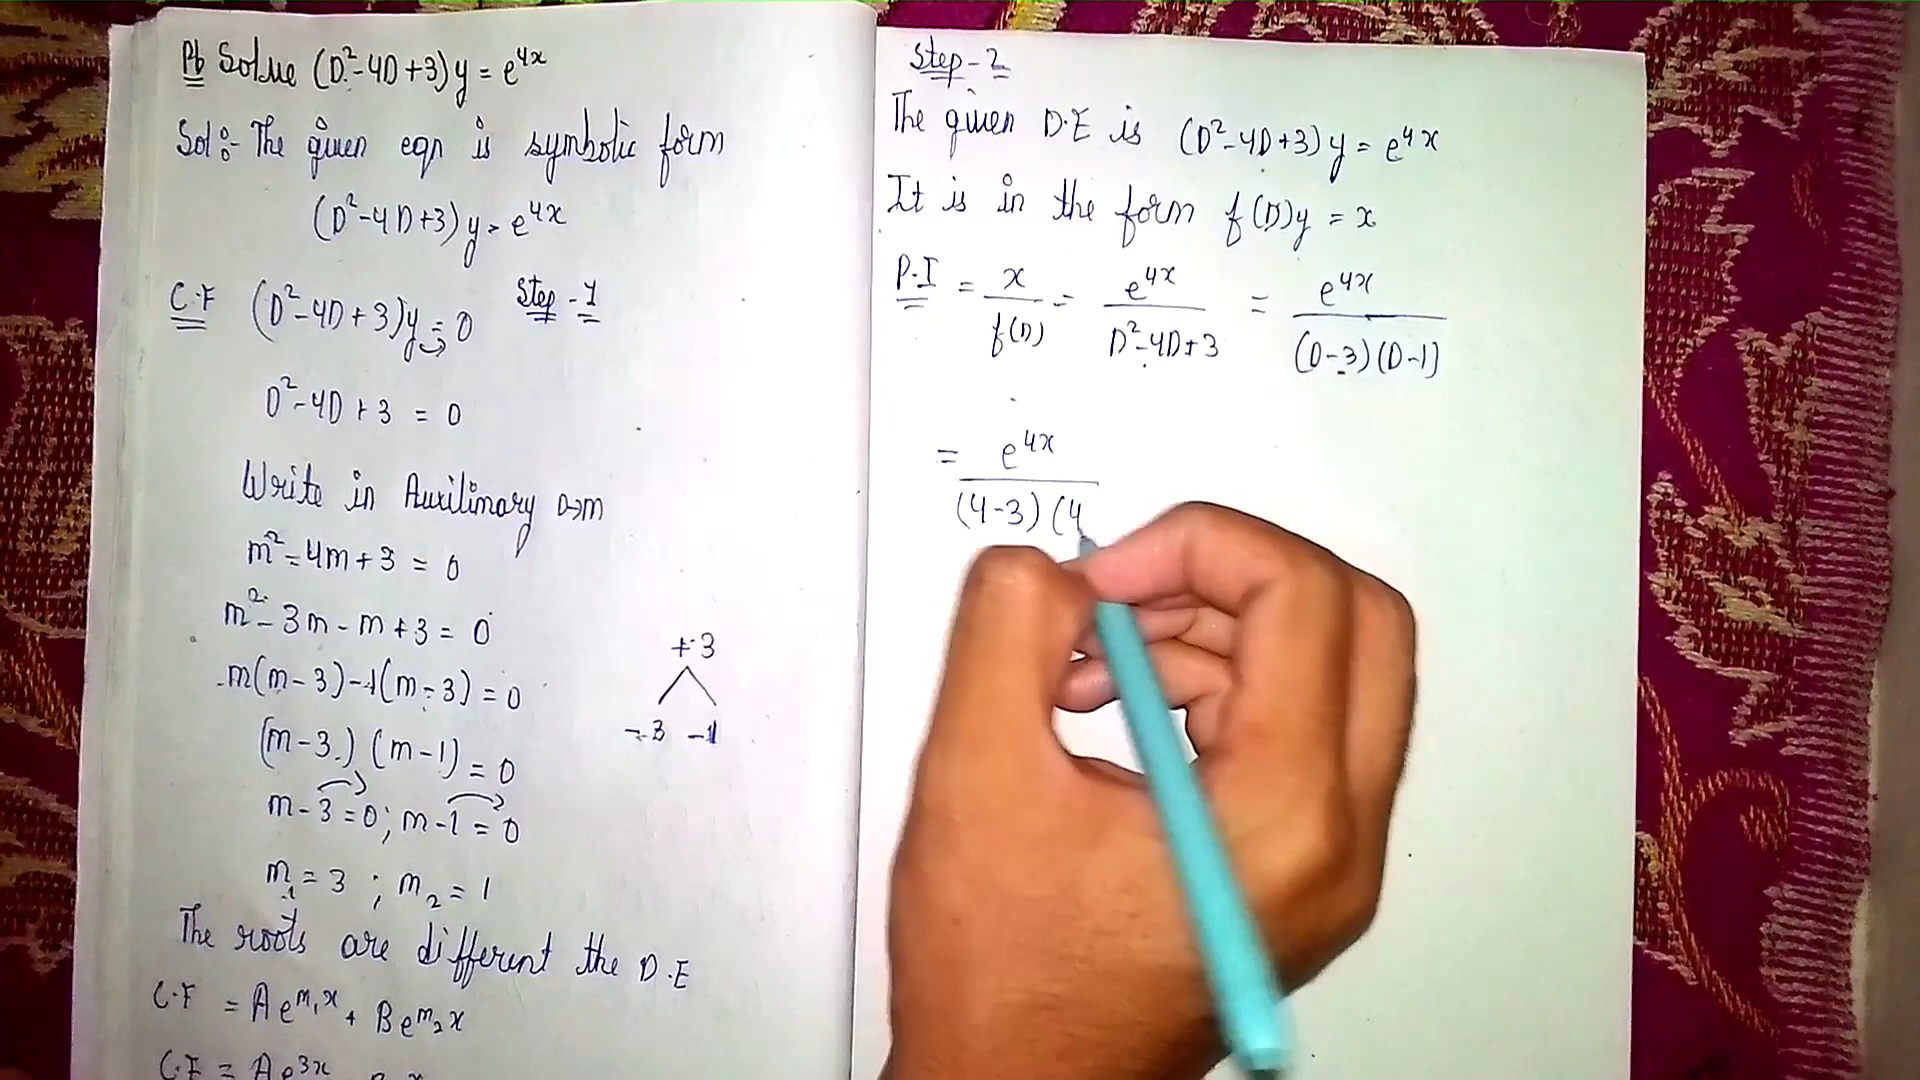 Pb Solve (D²-4D+3)y = e^4x
Sol:- The given eqn is symbolic form
(D²-4D+3)y = e^4x
C.F (D²-4D+3)y = 0 Step-1
D²-4D+3 = 0
Write in Auxilimary D→m
m²-4m+3 = 0
m²-3m-m+3 = 0
m(m-3)-1(m-3) = 0
+3
-3 -1
(m-3)(m-1) = 0
m-3=0; m-1=0
m₁=3 ; m₂=1
The roots are different the D.E
C.F = Ae^m₁x + Be^m₂x
C.F = Ae^3x
Step-2
The given D.E is (D²-4D+3)y = e^4x
It is in the form f(D)y = x
P.I = x/f(D) = e^4x/D²-4D+3 = e^4x/(D-3)(D-1)
= e^4x/(4-3)(4